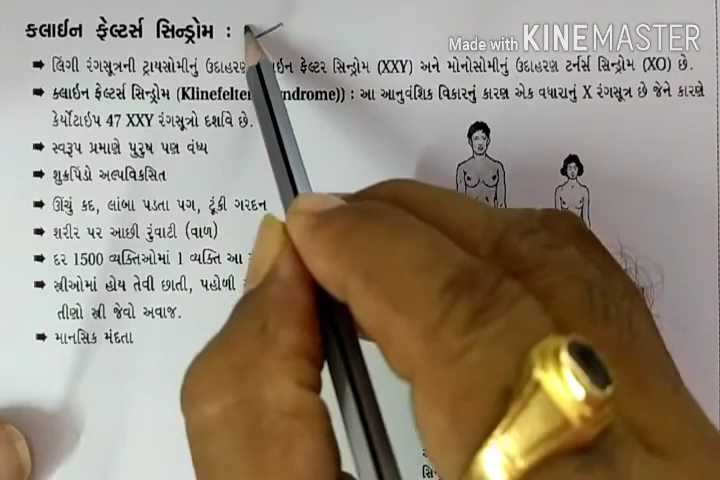 કલાઈન ફેલ્ટર્સ સિન્ડ્રોમ :
Made with KINEMASTER
લિંગી રંગસૂત્રની ટ્રાયસોમીનું ઉદાહરણ ફેલ્ટર સિન્ડ્રોમ (XXY) અને મોનોસોમીનું ઉદાહરણ ટર્નર્સ સિન્ડ્રોમ (XO) છે.
ક્લાઈન ફેલ્ટર્સ સિન્ડ્રોમ (Klinefelter )) : આ આનુવંશિક વિકારનું કારણ એક વધારાનું X રંગસૂત્ર છે જેને કારણે
કેર્યોટાઇપ 47 XXY રંગસૂત્રો દર્શાવે છે.
સ્વરૂપ પ્રમાણે પુરુષ પણ વંધ્ય
શુક્રપિંડો અલ્પવિકસિત
ઊંચું કદ, લાંબા પડતા પગ, ટૂંકી ગરદન
શરીર પર આછી રુંવાટી (વાળ)
દર 1500 વ્યક્તિઓમાં 1 વ્યક્તિ આ
સ્ત્રીઓમાં હોય તેવી છાતી, પહોળી
તીણો સ્ત્રી જેવો અવાજ.
માનસિક મંદતા